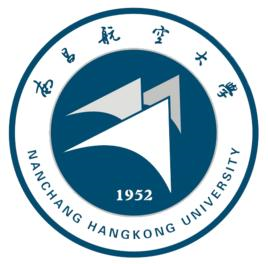 南昌航空大学
1952
NANCHANG HANGKONG UNIVERSITY